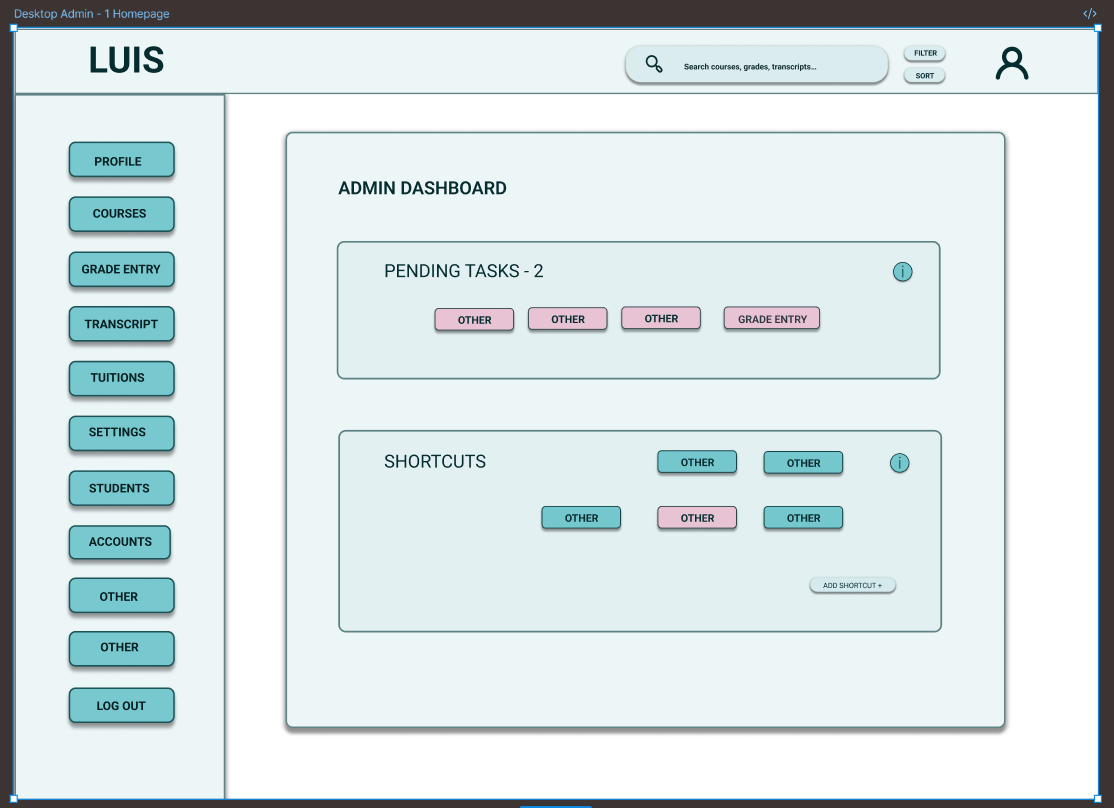 Desktop Admin - 1 Homepage
</>
LUIS
Search courses, grades, transcripts...
FILTER
SORT
PROFILE
COURSES
GRADE ENTRY
TRANSCRIPT
TUITIONS
SETTINGS
STUDENTS
ACCOUNTS
OTHER
OTHER
LOG OUT
ADMIN DASHBOARD
PENDING TASKS - 2
i
OTHER OTHER OTHER GRADE ENTRY
SHORTCUTS OTHER OTHER i
OTHER OTHER OTHER
ADD SHORTCUT +